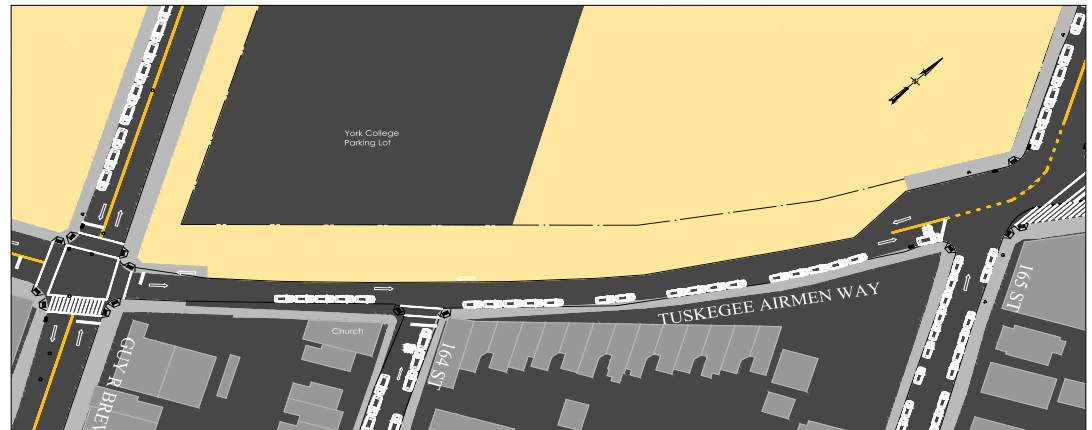 York College
Parking Lot
165 ST
TUSKEGEE AIRMEN WAY
Church
164 ST
GUY R BREW